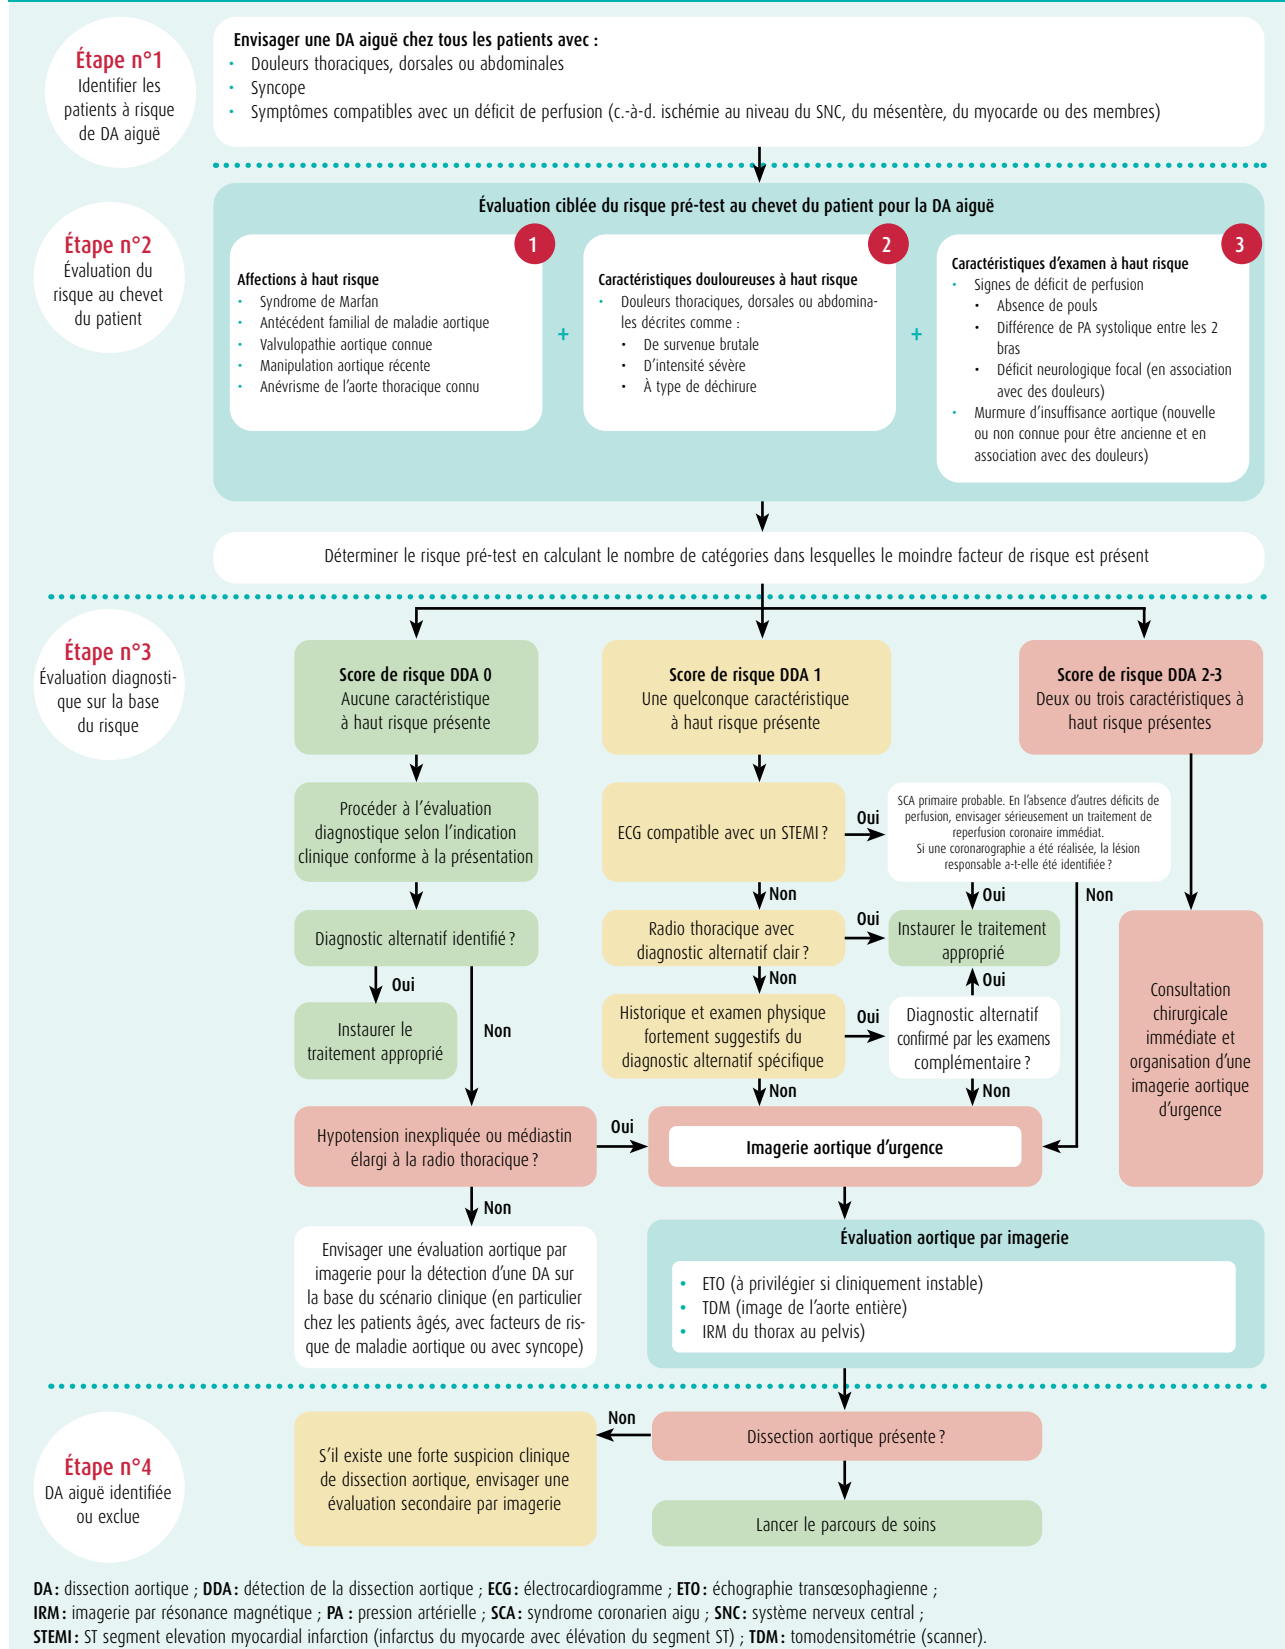 Étape n°1
Identifier les
patients à risque
de DA aiguë
Envisager une DA aiguë chez tous les patients avec :
• Douleurs thoraciques, dorsales ou abdominales
• Syncope
• Symptômes compatibles avec un déficit de perfusion (c.-à-d. ischémie au niveau du SNC, du mésentère, du myocarde ou des membres)
Étape n°2
Évaluation du
risque au chevet
du patient
Évaluation ciblée du risque pré-test au chevet du patient pour la DA aiguë
1
Affections à haut risque
• Syndrome de Marfan
• Antécédent familial de maladie aortique
• Valvulopathie aortique connue
• Manipulation aortique récente
• Anévrisme de l'aorte thoracique connu
+
2
Caractéristiques douloureuses à haut risque
• Douleurs thoraciques, dorsales ou abdomina-
les décrites comme :
• De survenue brutale
• D'intensité sévère
• À type de déchirure
+
3
Caractéristiques d'examen à haut risque
• Signes de déficit de perfusion
• Absence de pouls
• Différence de PA systolique entre les 2
bras
• Déficit neurologique focal (en association
avec des douleurs)
• Murmure d'insuffisance aortique (nouvelle
ou non connue pour être ancienne et en
association avec des douleurs)
Déterminer le risque pré-test en calculant le nombre de catégories dans lesquelles le moindre facteur de risque est présent
Étape n°3
Évaluation diagnosti-
que sur la base
du risque
Score de risque DDA 0
Aucune caractéristique
à haut risque présente
Score de risque DDA 1
Une quelconque caractéristique
à haut risque présente
Score de risque DDA 2-3
Deux ou trois caractéristiques à
haut risque présentes
Procéder à l'évaluation
diagnostique selon l'indication
clinique conforme à la présentation
ECG compatible avec un STEMI ?
Oui
SCA primaire probable. En l'absence d'autres déficits de
perfusion, envisager sérieusement un traitement de
reperfusion coronaire immédiat.
Si une coronarographie a été réalisée, la lésion
responsable a-t-elle été identifiée ?
Non
Oui
Non
Diagnostic alternatif identifié ?
Radio thoracique avec
diagnostic alternatif clair ?
Oui
Instaurer le traitement
approprié
Oui
Non
Non
Oui
Instaurer le
traitement approprié
Historique et examen physique
fortement suggestifs du
diagnostic alternatif spécifique
Oui
Diagnostic alternatif
confirmé par les examens
complémentaire ?
Consultation
chirurgicale
immédiate et
organisation d'une
imagerie aortique
d'urgence
Non
Non
Hypotension inexpliquée ou médiastin
élargi à la radio thoracique ?
Oui
Imagerie aortique d'urgence
Non
Envisager une évaluation aortique par
imagerie pour la détection d'une DA sur
la base du scénario clinique (en particulier
chez les patients âgés, avec facteurs de ris-
que de maladie aortique ou avec syncope)
Évaluation aortique par imagerie
• ETO (à privilégier si cliniquement instable)
• TDM (image de l'aorte entière)
• IRM du thorax au pelvis)
Étape n°4
DA aiguë identifiée
ou exclue
S'il existe une forte suspicion clinique
de dissection aortique, envisager une
évaluation secondaire par imagerie
Non
Dissection aortique présente ?
Lancer le parcours de soins
DA : dissection aortique ; DDA : détection de la dissection aortique ; ECG : électrocardiogramme ; ETO : échographie transœsophagienne ;
IRM : imagerie par résonance magnétique ; PA : pression artérielle ; SCA : syndrome coronarien aigu ; SNC : système nerveux central ;
STEMI : ST segment elevation myocardial infarction (infarctus du myocarde avec élévation du segment ST) ; TDM : tomodensitométrie (scanner).